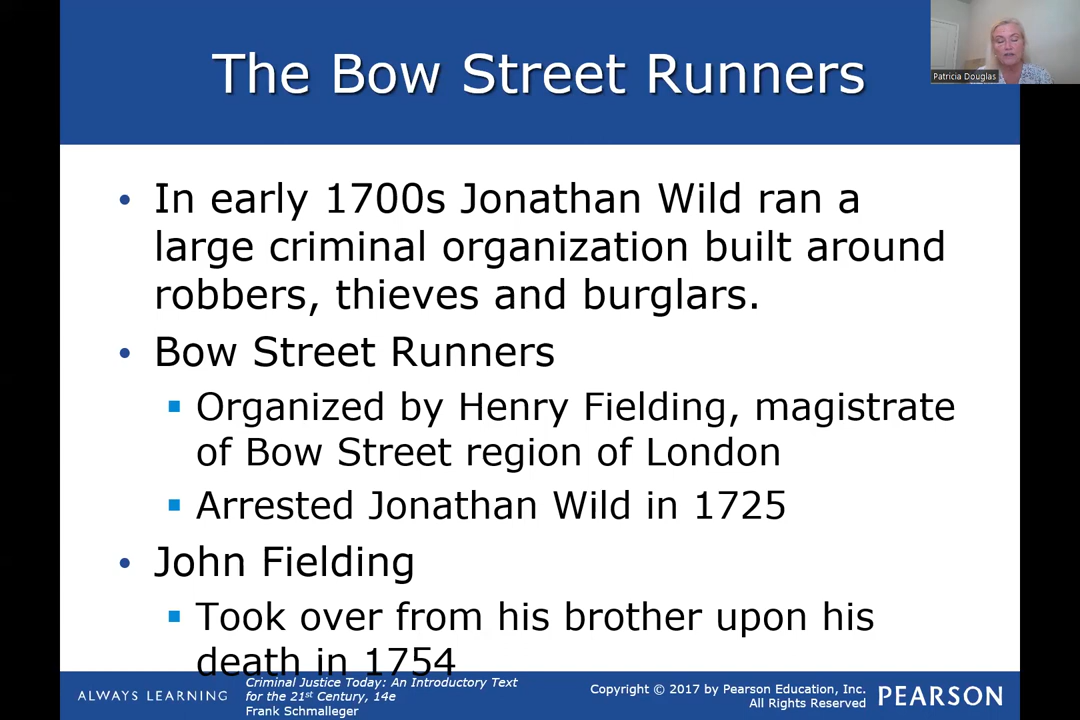 The Bow Street Runners
Patricia Douglas
• In early 1700s Jonathan Wild ran a
large criminal organization built around
robbers, thieves and burglars.
• Bow Street Runners
▪ Organized by Henry Fielding, magistrate
of Bow Street region of London
▪ Arrested Jonathan Wild in 1725
• John Fielding
▪ Took over from his brother upon his
death in 1754
ALWAYS LEARNING
Criminal Justice Today: An Introductory Text
for the 21st Century, 14e
Frank Schmalleger
Copyright © 2017 by Pearson Education, Inc.
All Rights Reserved
PEARSON